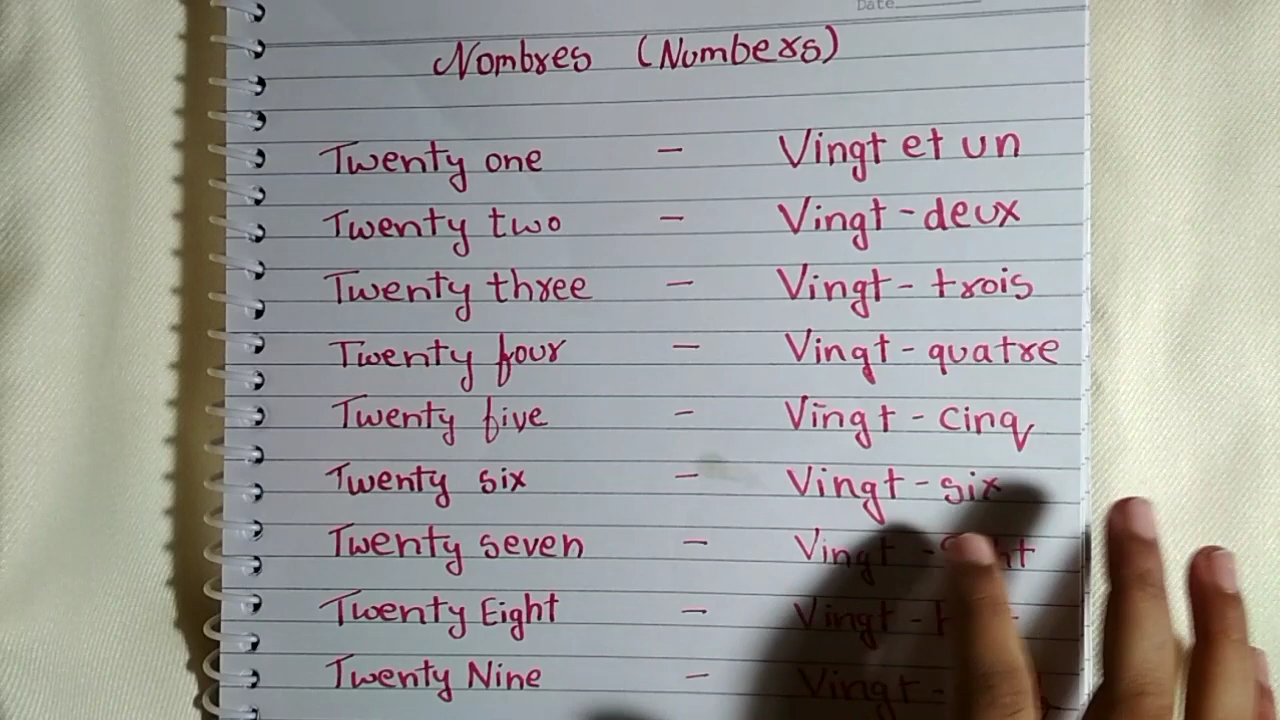 Date
Nombres (Numbers)
Twenty one - Vingt et un
Twenty two - Vingt-deux
Twenty three - Vingt-trois
Twenty four - Vingt-quatre
Twenty five - Vingt-cinq
Twenty six - Vingt-six
Twenty seven - Vingt
Twenty Eight - Vingt
Twenty Nine - Vingt